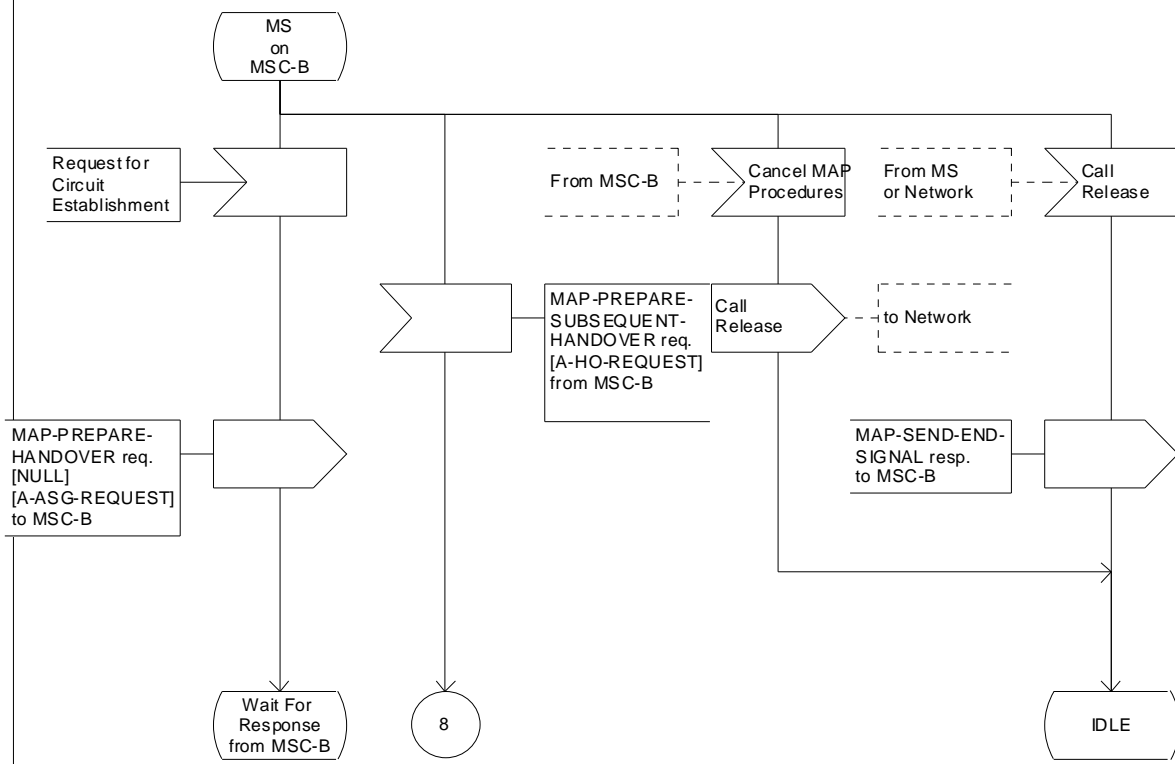 MS
on
MSC-B
Request for
Circuit
Establishment
From MSC-B
Cancel MAP
Procedures
From MS
or Network
Call
Release
MAP-PREPARE-
SUBSEQUENT-
HANDOVER req.
[A-HO-REQUEST]
from MSC-B
Call
Release
to Network
MAP-PREPARE-
HANDOVER req.
[NULL]
[A-ASG-REQUEST]
to MSC-B
MAP-SEND-END-
SIGNAL resp.
to MSC-B
Wait For
Response
from MSC-B
8
IDLE